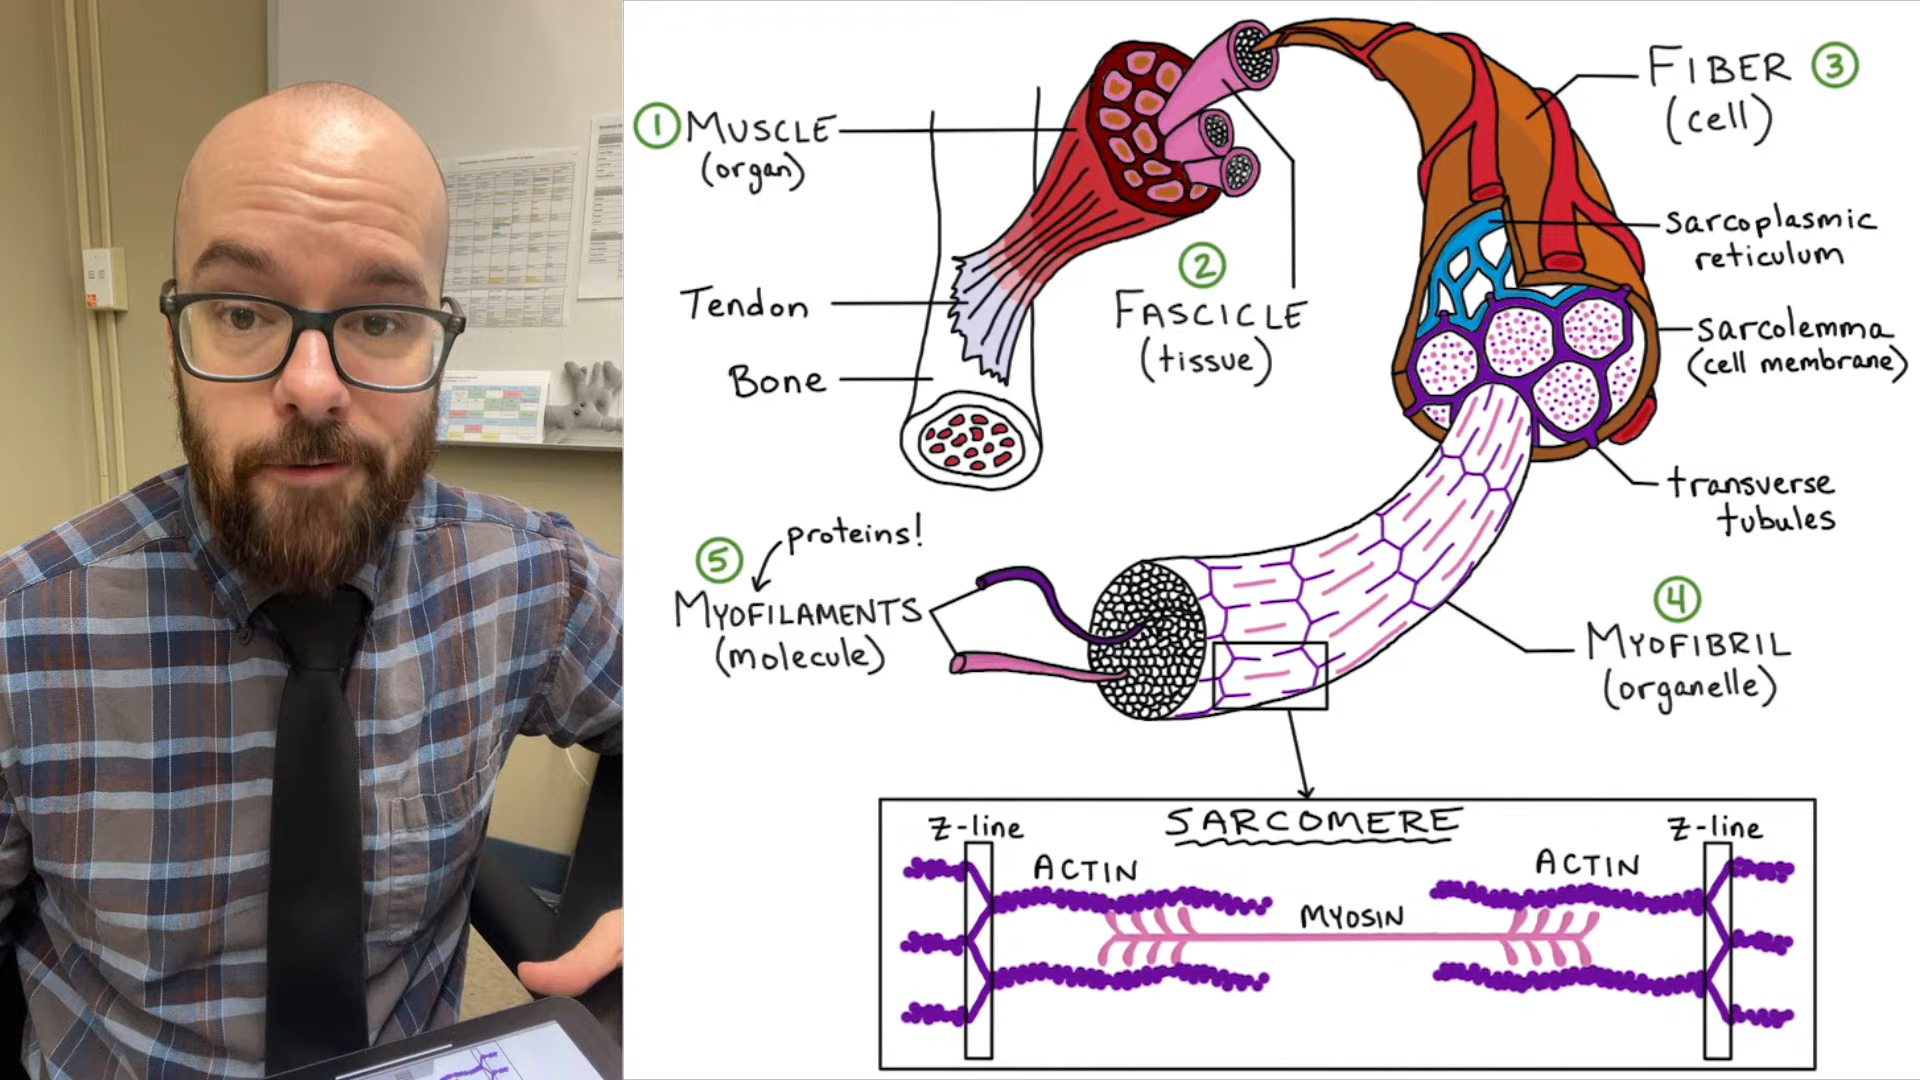 1 MUSCLE
(organ)
Tendon
Bone
2
FASCICLE
(tissue)
FIBER 3
(cell)
sarcoplasmic
reticulum
sarcolemma
(cell membrane)
transverse
tubules
4
MYOFIBRIL
(organelle)
5 proteins!
MYOFILAMENTS
(molecule)
SARCOMERE
Z-line
Z-line
ACTIN
ACTIN
MYOSIN